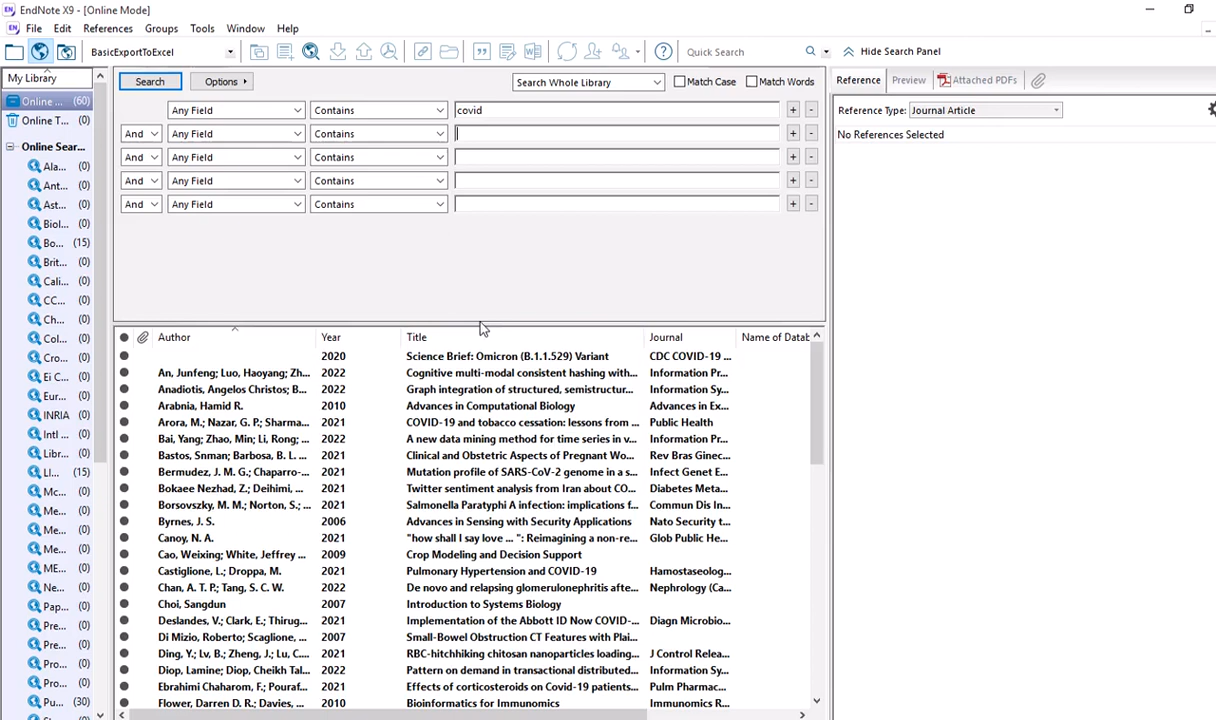 EndNote X9 - [Online Mode]
File Edit References Groups Tools Window Help
BasicExportToExcel Quick Search Hide Search Panel
My Library
Online ... (60)
Online T... (0)
Online Sear...
Ala... (0)
Ant... (0)
Ast... (0)
Biol... (0)
Bo... (15)
Brit... (0)
Cali... (0)
CC... (0)
Ch... (0)
Col... (0)
Cro... (0)
Ei C... (0)
Eur... (0)
INRIA (0)
Intl ... (0)
Libr... (0)
LI... (15)
Mc... (0)
Me... (0)
Me... (0)
Me... (0)
ME... (0)
Ne... (0)
Pap... (0)
Pre... (0)
Pre... (0)
Pro... (0)
Pro... (0)
Pu... (30)
Search Options Search Whole Library Match Case Match Words
Any Field Contains covid + -
And Any Field Contains + -
And Any Field Contains + -
And Any Field Contains + -
And Any Field Contains + -
Author Year Title Journal Name of Datab
2020 Science Brief: Omicron (B.1.1.529) Variant CDC COVID-19 ...
An, Junfeng; Luo, Haoyang; Zh... 2022 Cognitive multi-modal consistent hashing with... Information Pr...
Anadiotis, Angelos Christos; B... 2022 Graph integration of structured, semistructur... Information Sy...
Arabnia, Hamid R. 2010 Advances in Computational Biology Advances in Ex...
Arora, M.; Nazar, G. P.; Sharma... 2021 COVID-19 and tobacco cessation: lessons from ... Public Health
Bai, Yang; Zhao, Min; Li, Rong; ... 2022 A new data mining method for time series in v... Information Pr...
Bastos, Snman; Barbosa, B. L. ... 2021 Clinical and Obstetric Aspects of Pregnant Wo... Rev Bras Ginec...
Bermudez, J. M. G.; Chaparro-... 2021 Mutation profile of SARS-CoV-2 genome in a s... Infect Genet E...
Bokaee Nezhad, Z.; Deihimi, ... 2021 Twitter sentiment analysis from Iran about CO... Diabetes Meta...
Borsovszky, M. M.; Norton, S.; ... 2021 Salmonella Paratyphi A infection: implications f... Commun Dis In...
Byrnes, J. S. 2006 Advances in Sensing with Security Applications Nato Security t...
Canoy, N. A. 2021 "how shall I say love ... ": Reimagining a non-re... Glob Public He...
Cao, Weixing; White, Jeffrey ... 2009 Crop Modeling and Decision Support
Castiglione, L.; Droppa, M. 2021 Pulmonary Hypertension and COVID-19 Hamostaseolog...
Chan, A. T. P.; Tang, S. C. W. 2022 De novo and relapsing glomerulonephritis afte... Nephrology (Ca...
Choi, Sangdun 2007 Introduction to Systems Biology
Deslandes, V.; Clark, E.; Thirug... 2021 Implementation of the Abbott ID Now COVID-... Diagn Microbio...
Di Mizio, Roberto; Scaglione, ... 2007 Small-Bowel Obstruction CT Features with Plai...
Ding, Y.; Lv, B.; Zheng, J.; Lu, C.... 2021 RBC-hitchhiking chitosan nanoparticles loading... J Control Relea...
Diop, Lamine; Diop, Cheikh Tal... 2022 Pattern on demand in transactional distributed... Information Sy...
Ebrahimi Chaharom, F.; Pouraf... 2021 Effects of corticosteroids on Covid-19 patients... Pulm Pharmac...
Flower, Darren D. R.; Davies, ... 2010 Bioinformatics for Immunomics Immunomics R...
Reference Preview Attached PDFs
Reference Type: Journal Article
No References Selected